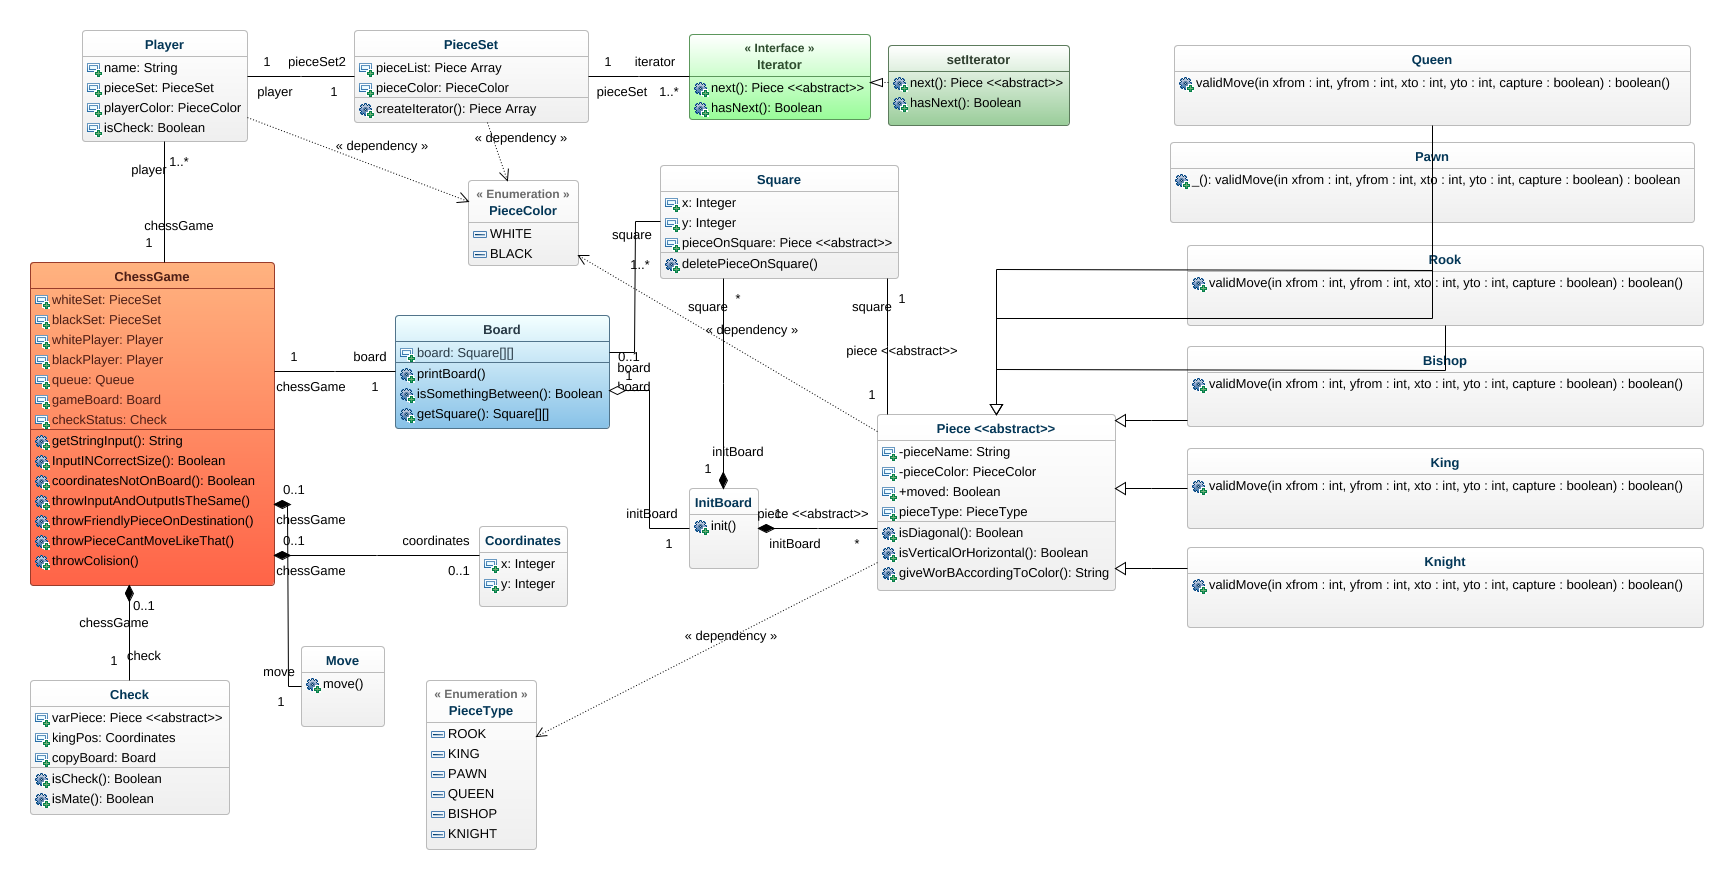 Player
name: String
pieceSet: PieceSet
playerColor: PieceColor
isCheck: Boolean
1
pieceSet2
player
1
PieceSet
pieceList: Piece Array
pieceColor: PieceColor
createIterator(): Piece Array
1
iterator
pieceSet
1..*
« Interface »
Iterator
next(): Piece <<abstract>>
hasNext(): Boolean
setIterator
next(): Piece <<abstract>>
hasNext(): Boolean
Queen
validMove(in xfrom : int, yfrom : int, xto : int, yto : int, capture : boolean) : boolean()
Pawn
_(): validMove(in xfrom : int, yfrom : int, xto : int, yto : int, capture : boolean) : boolean
Rook
validMove(in xfrom : int, yfrom : int, xto : int, yto : int, capture : boolean) : boolean()
Bishop
validMove(in xfrom : int, yfrom : int, xto : int, yto : int, capture : boolean) : boolean()
King
validMove(in xfrom : int, yfrom : int, xto : int, yto : int, capture : boolean) : boolean()
Knight
validMove(in xfrom : int, yfrom : int, xto : int, yto : int, capture : boolean) : boolean()
« dependency »
« dependency »
« Enumeration »
PieceColor
WHITE
BLACK
player
1..*
chessGame
1
Square
x: Integer
y: Integer
pieceOnSquare: Piece <<abstract>>
deletePieceOnSquare()
square
1..*
square
*
square
1
« dependency »
piece <<abstract>>
1
ChessGame
whiteSet: PieceSet
blackSet: PieceSet
whitePlayer: Player
blackPlayer: Player
queue: Queue
gameBoard: Board
checkStatus: Check
getStringInput(): String
InputINCorrectSize(): Boolean
coordinatesNotOnBoard(): Boolean
throwInputAndOutputIsTheSame()
throwFriendlyPieceOnDestination()
throwPieceCantMoveLikeThat()
throwColision()
1
board
chessGame
1
Board
board: Square[][]
printBoard()
isSomethingBetween(): Boolean
getSquare(): Square[][]
0..1
board
1
board
initBoard
1
initBoard
1
InitBoard
init()
piece <<abstract>>
1
initBoard
*
Piece <<abstract>>
-pieceName: String
-pieceColor: PieceColor
+moved: Boolean
pieceType: PieceType
isDiagonal(): Boolean
isVerticalOrHorizontal(): Boolean
giveWorBAccordingToColor(): String
0..1
chessGame
0..1
chessGame
coordinates
0..1
Coordinates
x: Integer
y: Integer
0..1
chessGame
1
check
move
1
Move
move()
Check
varPiece: Piece <<abstract>>
kingPos: Coordinates
copyBoard: Board
isCheck(): Boolean
isMate(): Boolean
« dependency »
« Enumeration »
PieceType
ROOK
KING
PAWN
QUEEN
BISHOP
KNIGHT